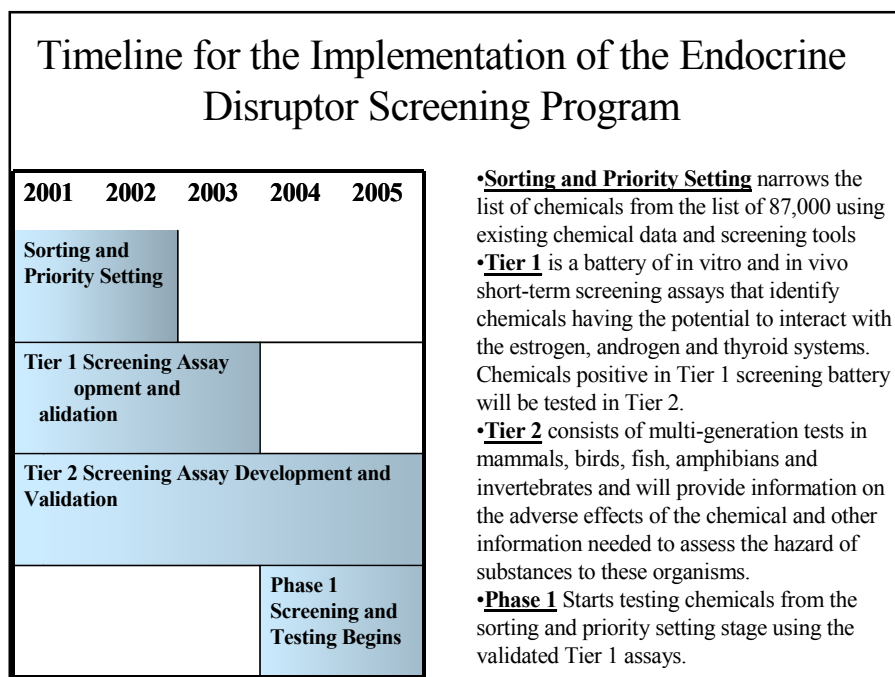 Timeline for the Implementation of the Endocrine
Disruptor Screening Program
2001 2002 2003 2004 2005
Sorting and
Priority Setting
Tier 1 Screening Assay
opment and
alidation
Tier 2 Screening Assay Development and
Validation
Phase 1
Screening and
Testing Begins
•Sorting and Priority Setting narrows the
list of chemicals from the list of 87,000 using
existing chemical data and screening tools
•Tier 1 is a battery of in vitro and in vivo
short-term screening assays that identify
chemicals having the potential to interact with
the estrogen, androgen and thyroid systems.
Chemicals positive in Tier 1 screening battery
will be tested in Tier 2.
•Tier 2 consists of multi-generation tests in
mammals, birds, fish, amphibians and
invertebrates and will provide information on
the adverse effects of the chemical and other
information needed to assess the hazard of
substances to these organisms.
•Phase 1 Starts testing chemicals from the
sorting and priority setting stage using the
validated Tier 1 assays.